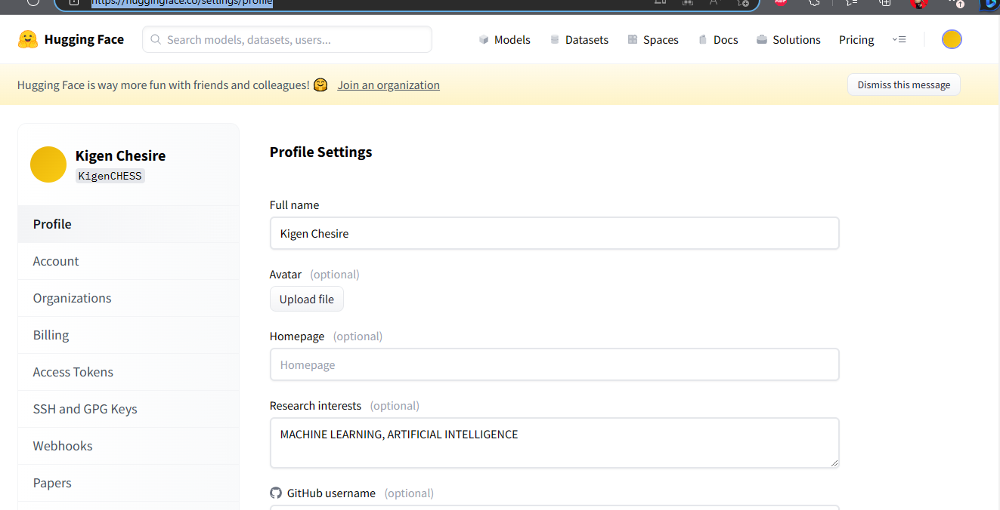 https://huggingface.co/settings/profile
ABP
Hugging Face
Search models, datasets, users...
Models
Datasets
Spaces
Docs
Solutions
Pricing
Hugging Face is way more fun with friends and colleagues! 🤗 Join an organization
Dismiss this message
Kigen Chesire
KigenCHESS
Profile
Account
Organizations
Billing
Access Tokens
SSH and GPG Keys
Webhooks
Papers
Profile Settings
Full name
Kigen Chesire
Avatar (optional)
Upload file
Homepage (optional)
Homepage
Research interests (optional)
MACHINE LEARNING, ARTIFICIAL INTELLIGENCE
GitHub username (optional)